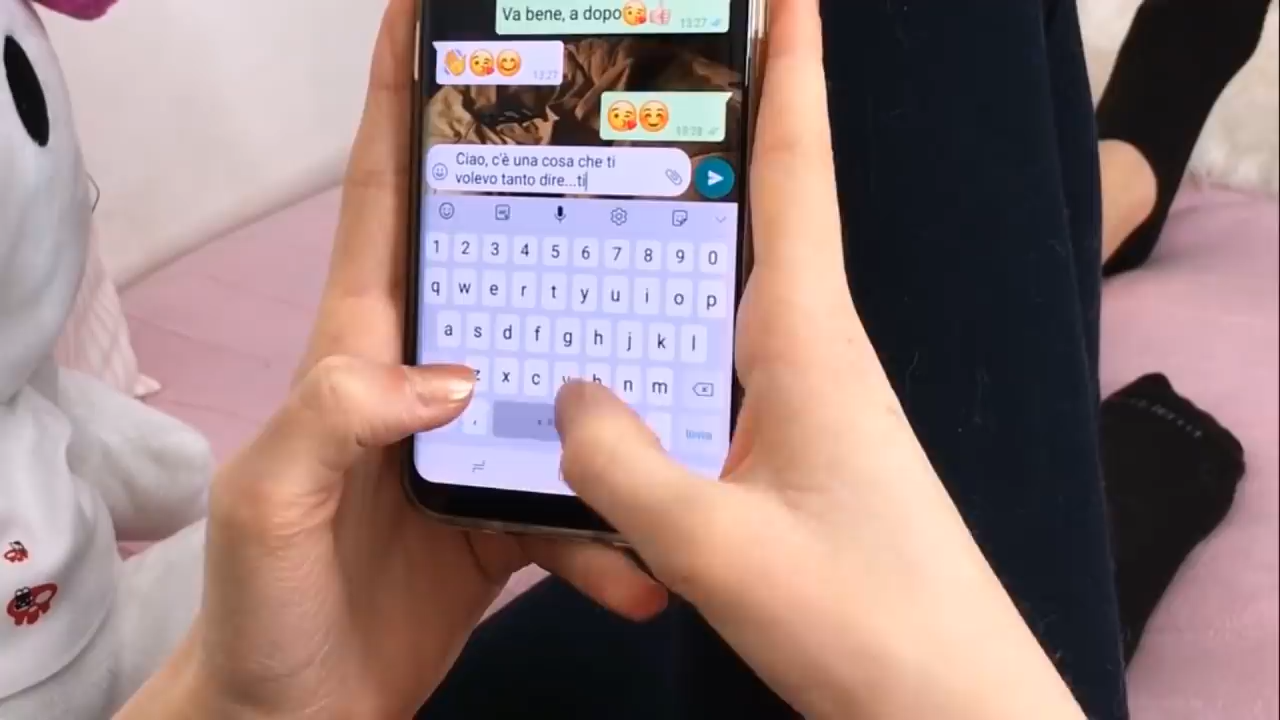 Va bene, a dopo😘👍 13:27
👋😘😊 13:27
😘☺️ 13:28
Ciao, c'è una cosa che ti
volevo tanto dire...ti
1 2 3 4 5 6 7 8 9 0
q w e r t y u i o p
a s d f g h j k l
z x c v b n m
, Invia